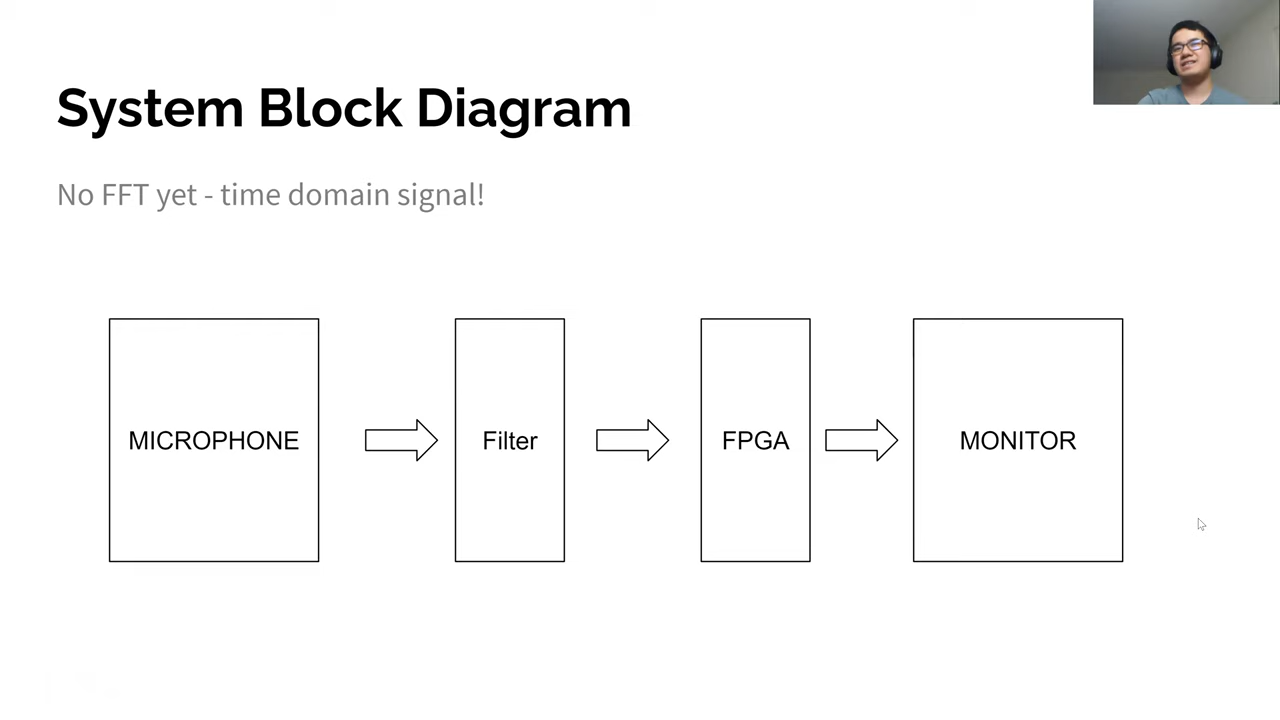 System Block Diagram
No FFT yet - time domain signal!
MICROPHONE
Filter
FPGA
MONITOR